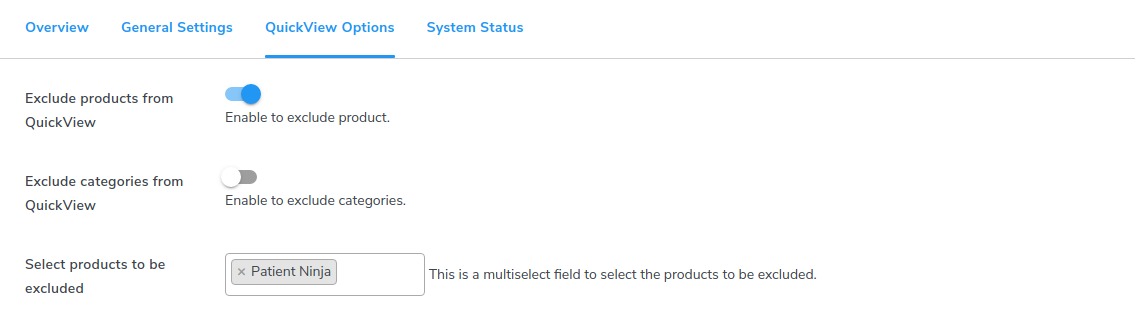 Overview General Settings QuickView Options System Status
Exclude products from
QuickView
Enable to exclude product.
Exclude categories from
QuickView
Enable to exclude categories.
Select products to be
excluded
× Patient Ninja
This is a multiselect field to select the products to be excluded.